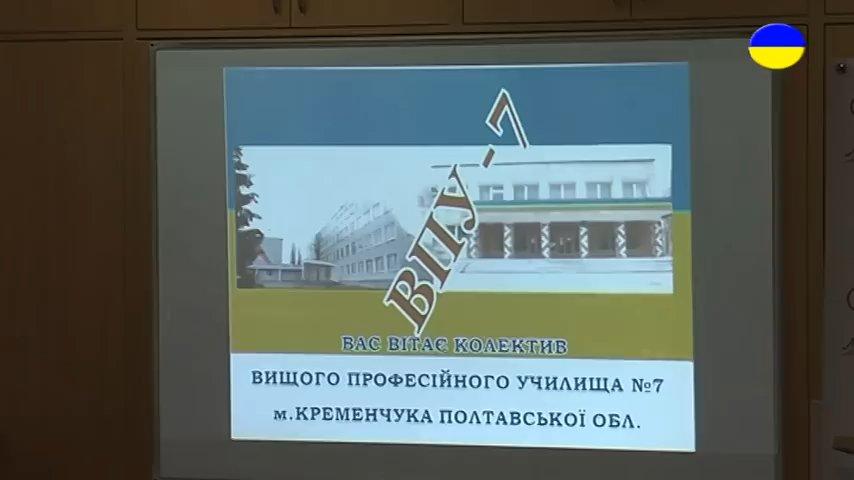 ВПУ - 7
ВАС ВІТАЄ КОЛЕКТИВ
ВИЩОГО ПРОФЕСІЙНОГО УЧИЛИЩА №7
м.КРЕМЕНЧУКА ПОЛТАВСЬКОЇ ОБЛ.